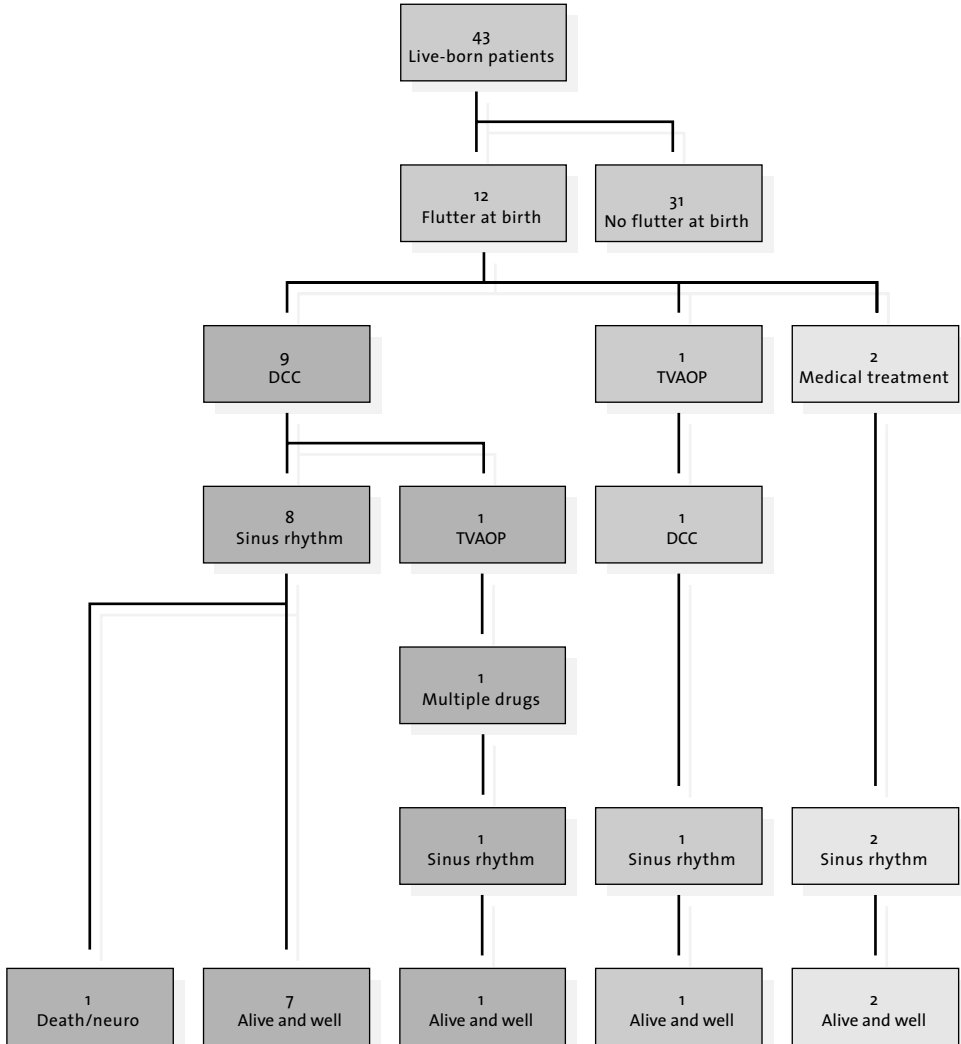 43
Live-born patients
12
Flutter at birth
31
No flutter at birth
9
DCC
1
TVAOP
2
Medical treatment
8
Sinus rhythm
1
TVAOP
1
DCC
1
Multiple drugs
1
Sinus rhythm
1
Sinus rhythm
2
Sinus rhythm
1
Death/neuro
7
Alive and well
1
Alive and well
1
Alive and well
2
Alive and well